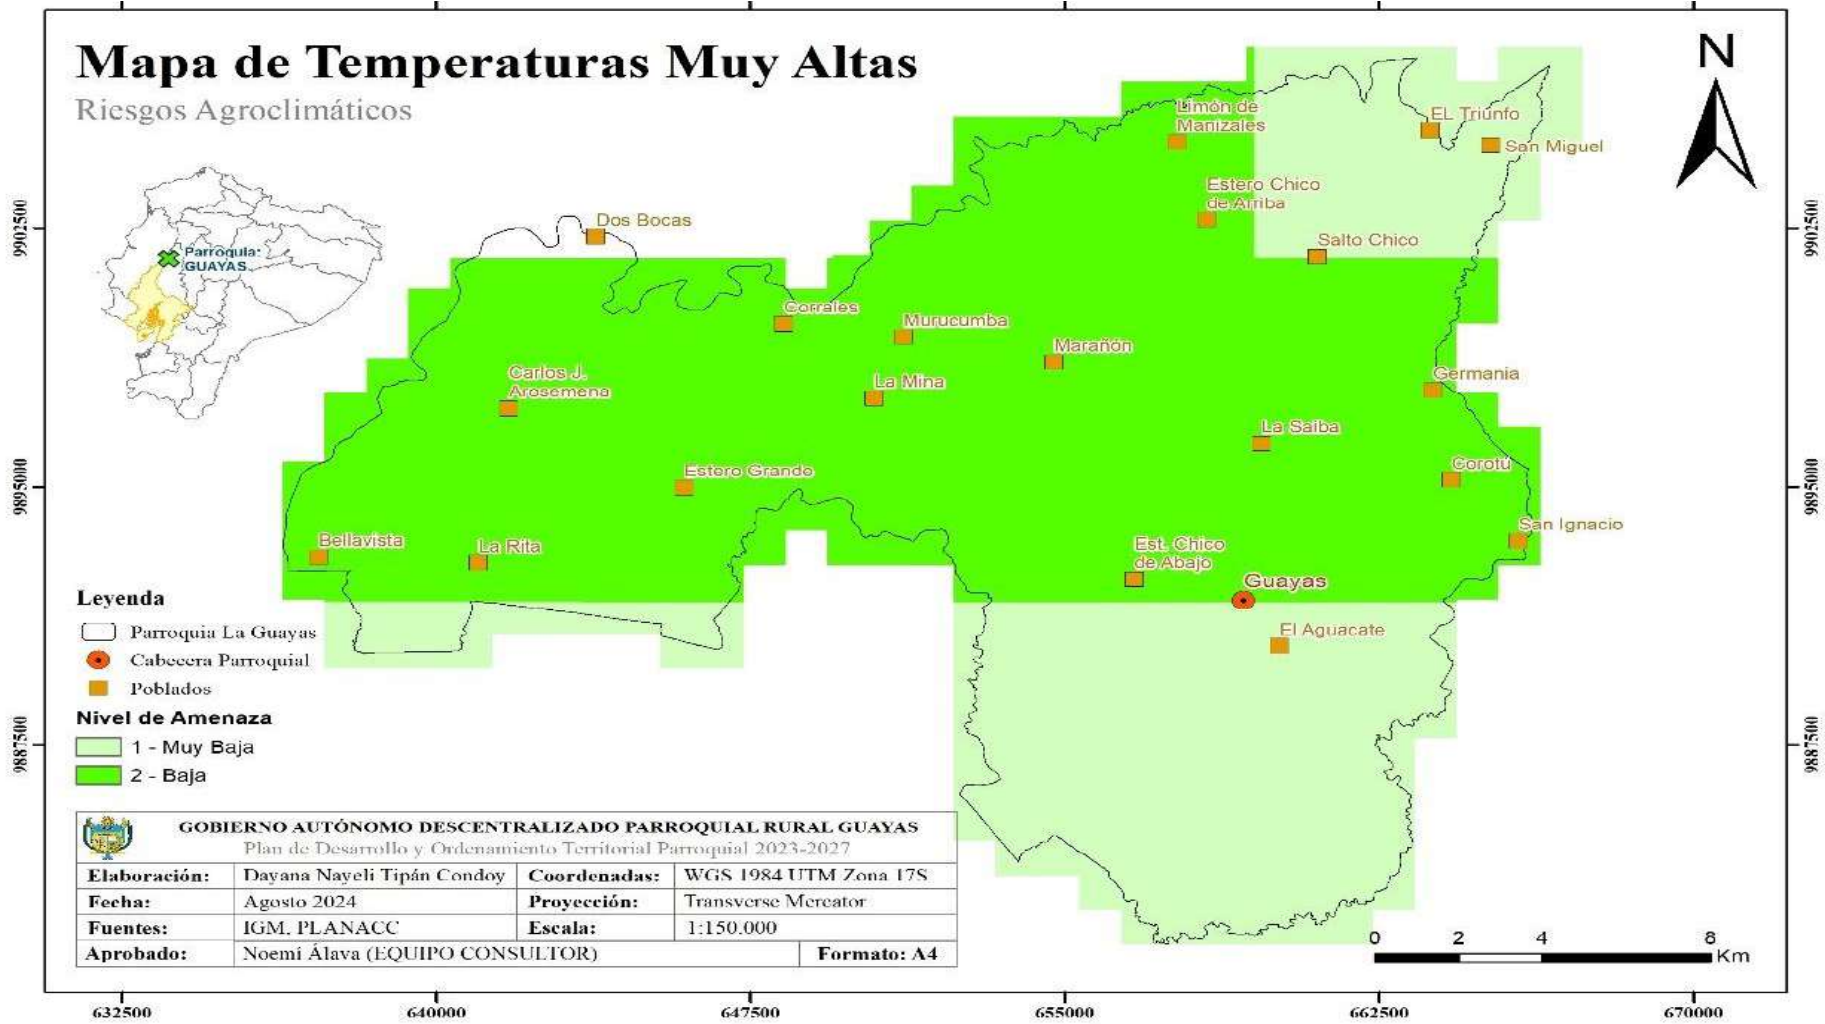 Mapa de Temperaturas Muy Altas
Riesgos Agroclimáticos
N
Parroquia:
GUAYAS
Limón de
Manizales
EL Triunfo
San Miguel
Estero Chico
de Arriba
Dos Bocas
Salto Chico
Corrales
Murucumba
Marañón
Carlos J.
Arosemena
La Mina
Germania
La Saiba
Estero Grande
Corotú
San Ignacio
Bellavista
La Rita
Est. Chico
de Abajo
Guayas
El Aguacate
Leyenda
Parroquia La Guayas
Cabecera Parroquial
Poblados
Nivel de Amenaza
1 - Muy Baja
2 - Baja
GOBIERNO AUTÓNOMO DESCENTRALIZADO PARROQUIAL RURAL GUAYAS
Plan de Desarrollo y Ordenamiento Territorial Parroquial 2023-2027
Elaboración: Dayana Nayeli Tipán Condoy Coordenadas: WGS 1984 UTM Zona 17S
Fecha: Agosto 2024 Proyección: Transverse Mercator
Fuentes: IGM, PLANACC Escala: 1:150.000
Aprobado: Noemí Álava (EQUIPO CONSULTOR) Formato: A4
0 2 4 8
Km
9902500
9895000
9887500
9902500
9895000
9887500
632500 640000 647500 655000 662500 670000